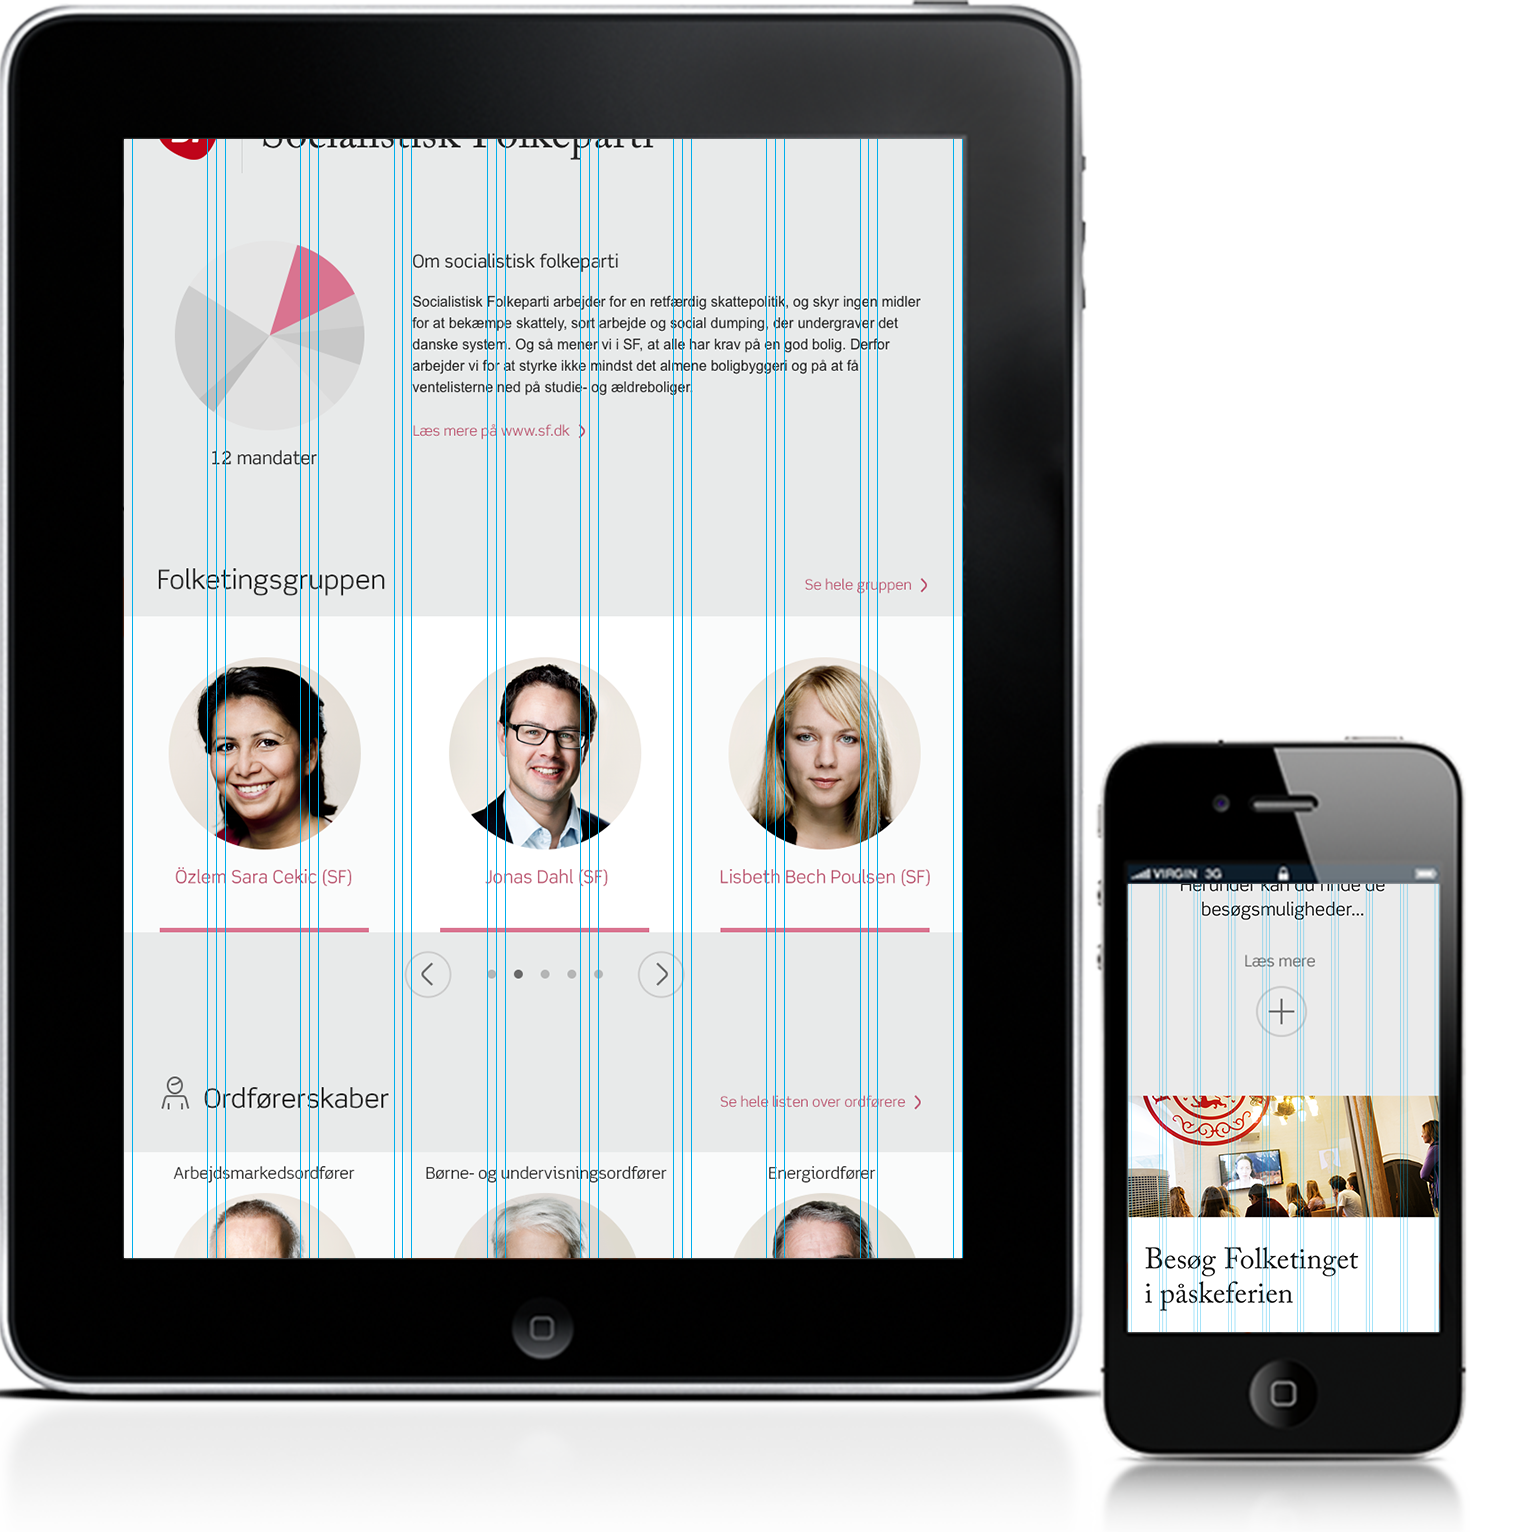 Socialistisk Folkeparti
Om socialistisk folkeparti
Socialistisk Folkeparti arbejder for en retfærdig skattepolitik, og skyr ingen midler
for at bekæmpe skattely, sort arbejde og social dumping, der undergraver det
danske system. Og så mener vi i SF, at alle har krav på en god bolig. Derfor
arbejder vi for at styrke ikke mindst det almene boligbyggeri og på at få
ventelisterne ned på studie- og ældreboliger.
Læs mere på www.sf.dk
12 mandater
Folketingsgruppen
Se hele gruppen
Özlem Sara Cekic (SF)
Jonas Dahl (SF)
Lisbeth Bech Poulsen (SF)
Ordførerskaber
Se hele listen over ordførere
Arbejdsmarkedsordfører
Børne- og undervisningsordfører
Energiordfører
VIRGIN 3G
Herunder kan du finde de
besøgsmuligheder...
Læs mere
Besøg Folketinget
i påskeferien